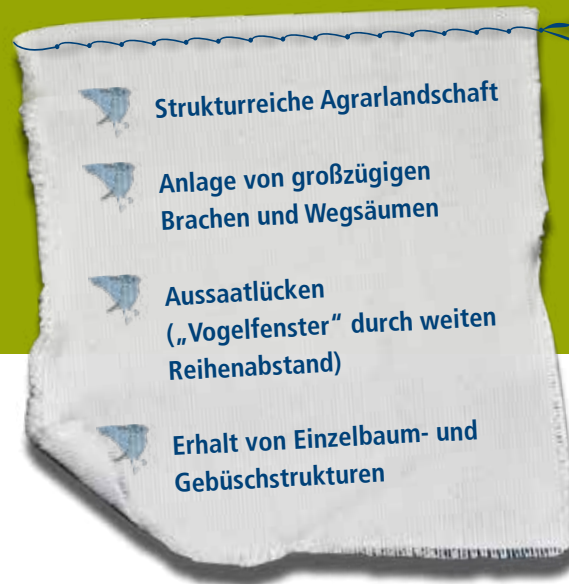 Strukturreiche Agrarlandschaft
Anlage von großzügigen
Brachen und Wegsäumen
Aussaatlücken
(„Vogelfenster“ durch weiten
Reihenabstand)
Erhalt von Einzelbaum- und
Gebüschstrukturen